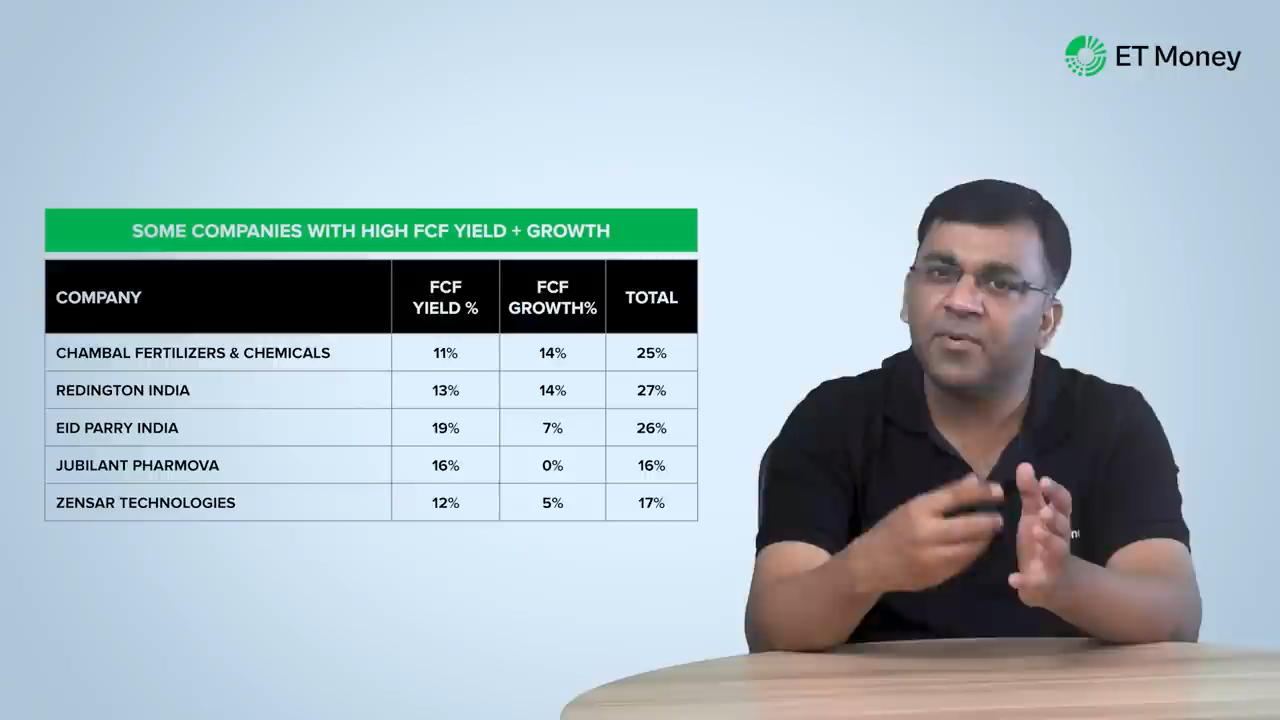 ET Money
SOME COMPANIES WITH HIGH FCF YIELD + GROWTH
COMPANY FCF YIELD % FCF GROWTH% TOTAL
CHAMBAL FERTILIZERS & CHEMICALS 11% 14% 25%
REDINGTON INDIA 13% 14% 27%
EID PARRY INDIA 19% 7% 26%
JUBILANT PHARMOVA 16% 0% 16%
ZENSAR TECHNOLOGIES 12% 5% 17%